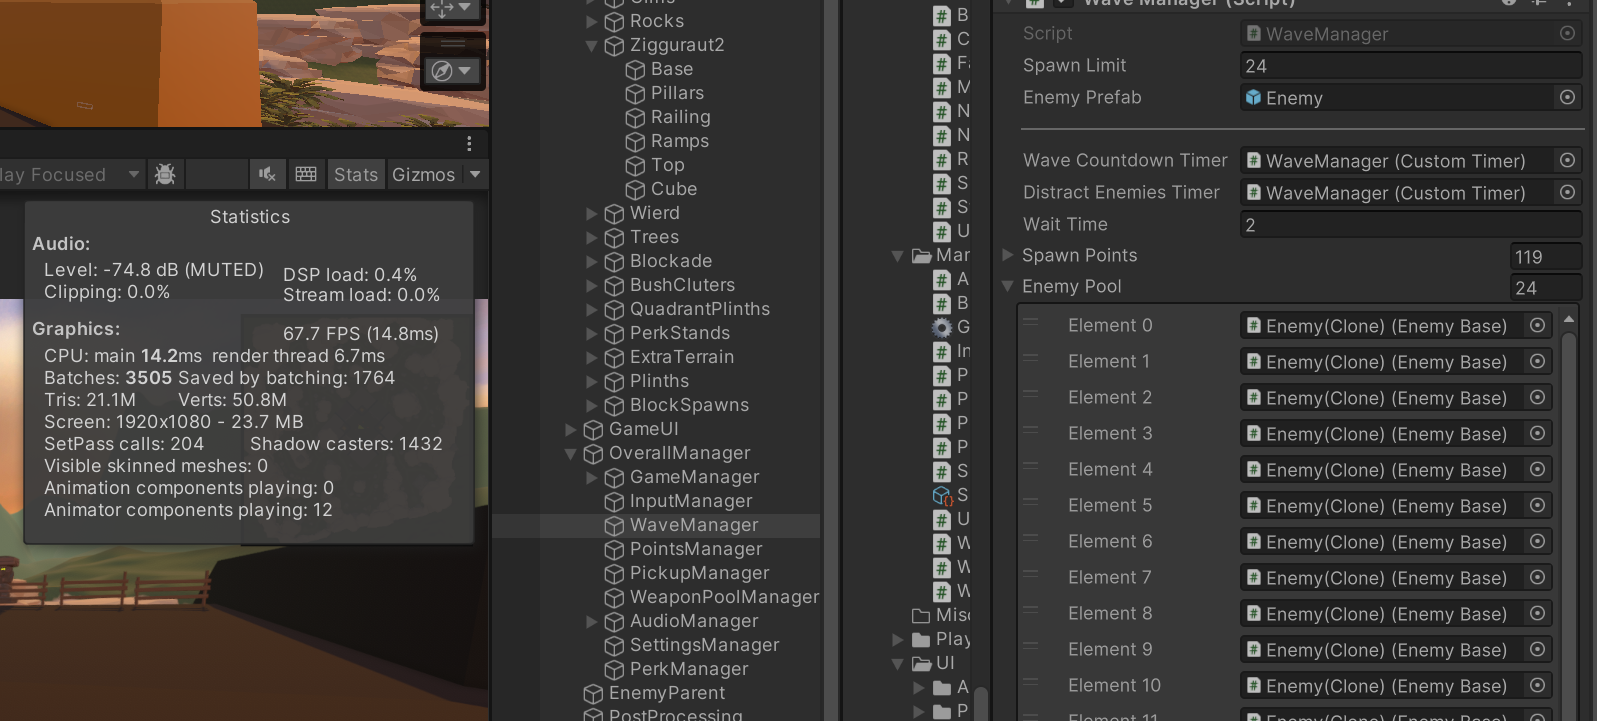 lay Focused
Stats
Gizmos
Statistics
Audio:
Level: -74.8 dB (MUTED)
DSP load: 0.4%
Clipping: 0.0%
Stream load: 0.0%
Graphics:
67.7 FPS (14.8ms)
CPU: main 14.2ms render thread 6.7ms
Batches: 3505 Saved by batching: 1764
Tris: 21.1M Verts: 50.8M
Screen: 1920x1080 - 23.7 MB
SetPass calls: 204 Shadow casters: 1432
Visible skinned meshes: 0
Animation components playing: 0
Animator components playing: 12
Rocks
Zigguraut2
Base
Pillars
Railing
Ramps
Top
Cube
Wierd
Trees
Blockade
BushCluters
QuadrantPlinths
PerkStands
ExtraTerrain
Plinths
BlockSpawns
GameUI
OverallManager
GameManager
InputManager
WaveManager
PointsManager
PickupManager
WeaponPoolManager
AudioManager
SettingsManager
PerkManager
EnemyParent
PostProcessing
B
C
Fa
M
N
N
R
S
S
U
Mar
A
B
G
In
P
P
P
P
S
S
U
W
W
W
Misc
Play
UI
A
P
Wave Manager (Script)
Script
WaveManager
Spawn Limit
24
Enemy Prefab
Enemy
Wave Countdown Timer
WaveManager (Custom Timer)
Distract Enemies Timer
WaveManager (Custom Timer)
Wait Time
2
Spawn Points
119
Enemy Pool
24
Element 0
Enemy(Clone) (Enemy Base)
Element 1
Enemy(Clone) (Enemy Base)
Element 2
Enemy(Clone) (Enemy Base)
Element 3
Enemy(Clone) (Enemy Base)
Element 4
Enemy(Clone) (Enemy Base)
Element 5
Enemy(Clone) (Enemy Base)
Element 6
Enemy(Clone) (Enemy Base)
Element 7
Enemy(Clone) (Enemy Base)
Element 8
Enemy(Clone) (Enemy Base)
Element 9
Enemy(Clone) (Enemy Base)
Element 10
Enemy(Clone) (Enemy Base)
Element 11
Enemy(Clone) (Enemy Base)